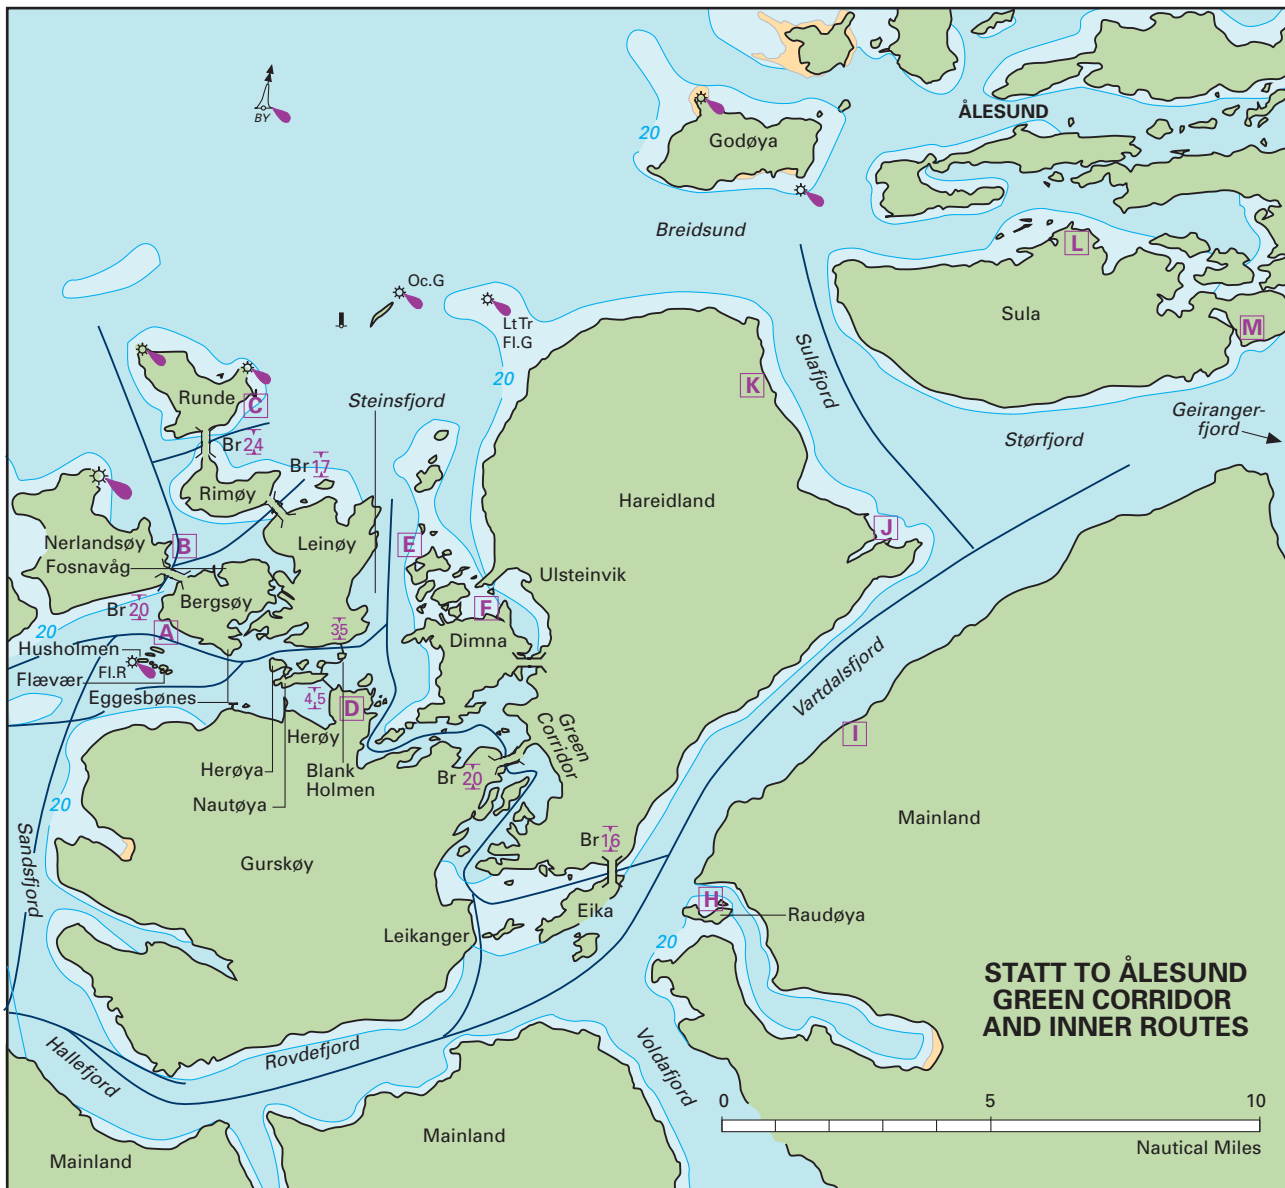 BY
ÅLESUND
20
Godøya
Breidsund
L
Oc.G
Lt Tr
Fl.G
Sula
M
20
Sulafjord
K
Runde
C
Steinsfjord
Geiranger-
fjord
Størfjord
Br 24
Br 17
Rimøy
Hareidland
J
Nerlandsøy
B
Leinøy
E
Fosnavåg
Ulsteinvik
Br 20
Bergsøy
F
20
A
35
Dimna
Husholmen
Fl.R
Flævær
Eggesbønes
4,5
D
Herøy
Green
Corridor
Vartdalsfjord
I
Herøya
Blank
Holmen
Br 20
Nautøya
20
Mainland
Br 16
Sandsfjord
Gurskøy
H
Eika
Raudøya
Leikanger
20
STATT TO ÅLESUND
GREEN CORRIDOR
AND INNER ROUTES
Hallefjord
Rovdefjord
Voldafjord
0 5 10
Nautical Miles
Mainland
Mainland